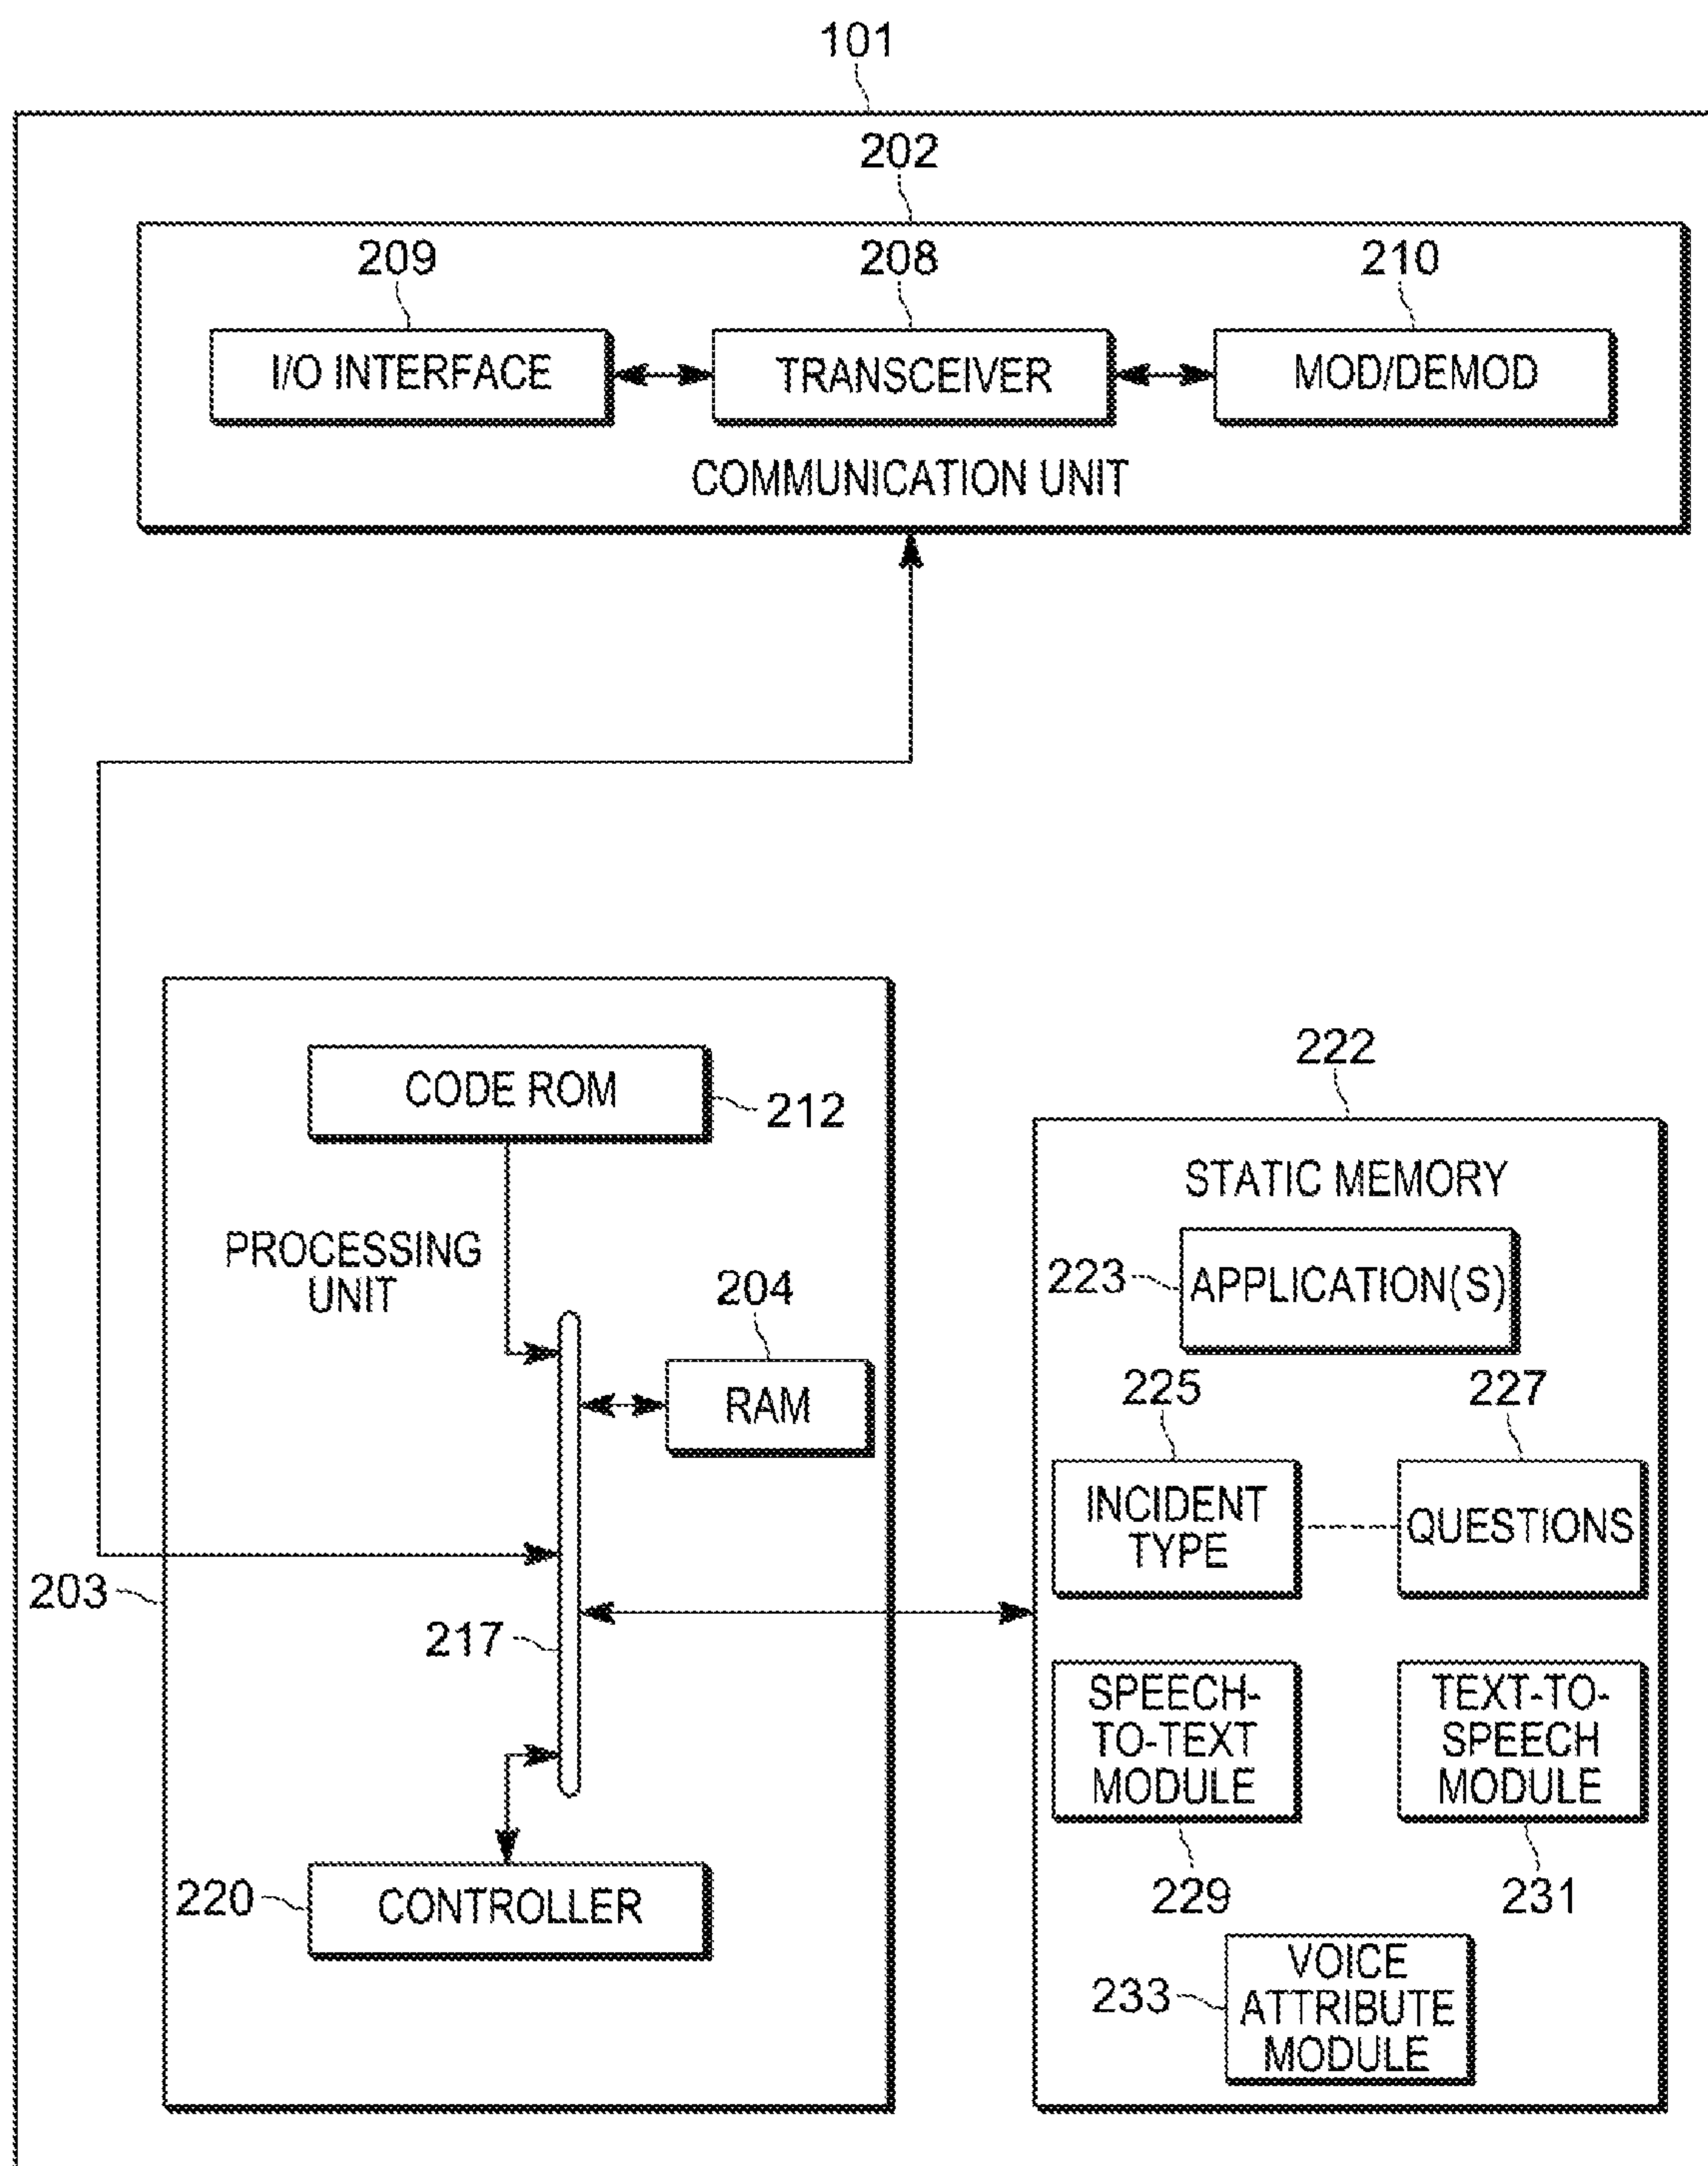 101
202
209
208
210
I/O INTERFACE
TRANSCEIVER
MOD/DEMOD
COMMUNICATION UNIT
CODE ROM
212
PROCESSING
UNIT
204
RAM
203
217
220
CONTROLLER
222
STATIC MEMORY
223
APPLICATION(S)
225
227
INCIDENT
TYPE
QUESTIONS
SPEECH-
TO-TEXT
MODULE
TEXT-TO-
SPEECH
MODULE
229
231
233
VOICE
ATTRIBUTE
MODULE